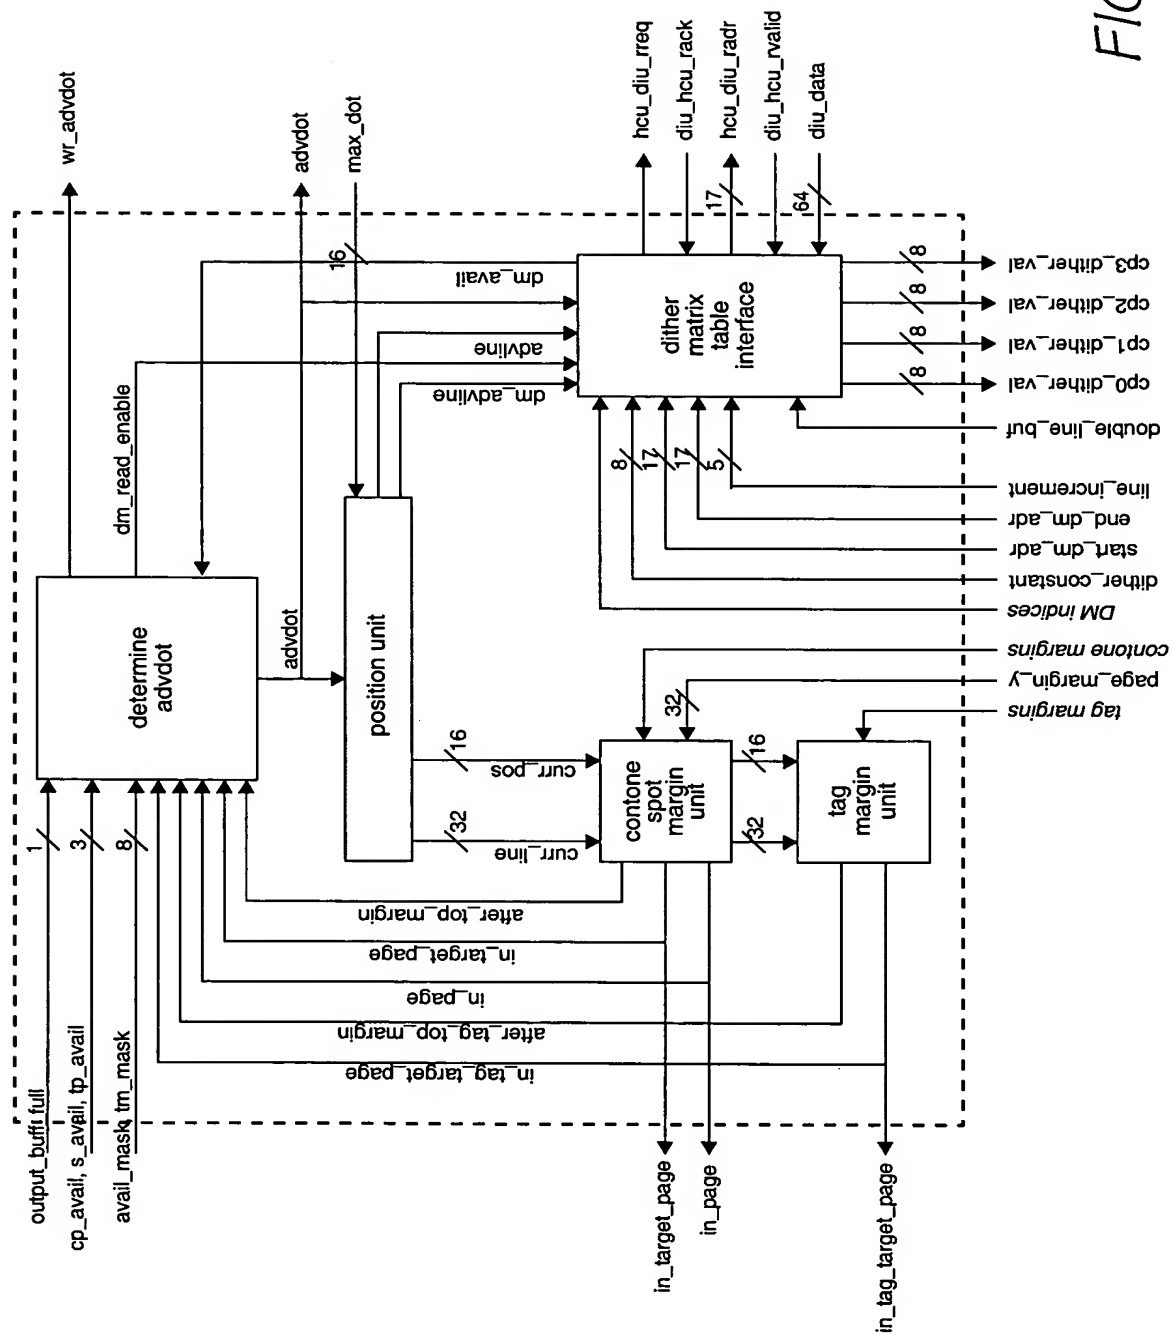 FIG
output_buff_full
cp_avail, s_avail, tp_avail
avail_mask, tm_mask
1
3
8
determine
advdot
wr_advdot
dm_read_enable
advdot
advdot
max_dot
16
position unit
dm_avail
advline
dm_advline
dither
matrix
table
interface
hcu_diu_rreq
diu_hcu_rack
hcu_diu_radr
17
diu_hcu_rvalid
diu_data
64
8
8
8
8
cp3_dither_val
cp2_dither_val
cp1_dither_val
cp0_dither_val
double_line_buf
5
line_increment
17
end_dm_adr
17
start_dm_adr
8
dither_constant
DM indices
contone margins
32
page_margin_y
tag margins
16
curr_pos
32
curr_line
contone
spot
margin
unit
16
32
tag
margin
unit
after_top_margin
in_target_page
in_page
after_tag_top_margin
in_tag_target_page
in_target_page
in_page
in_tag_target_page